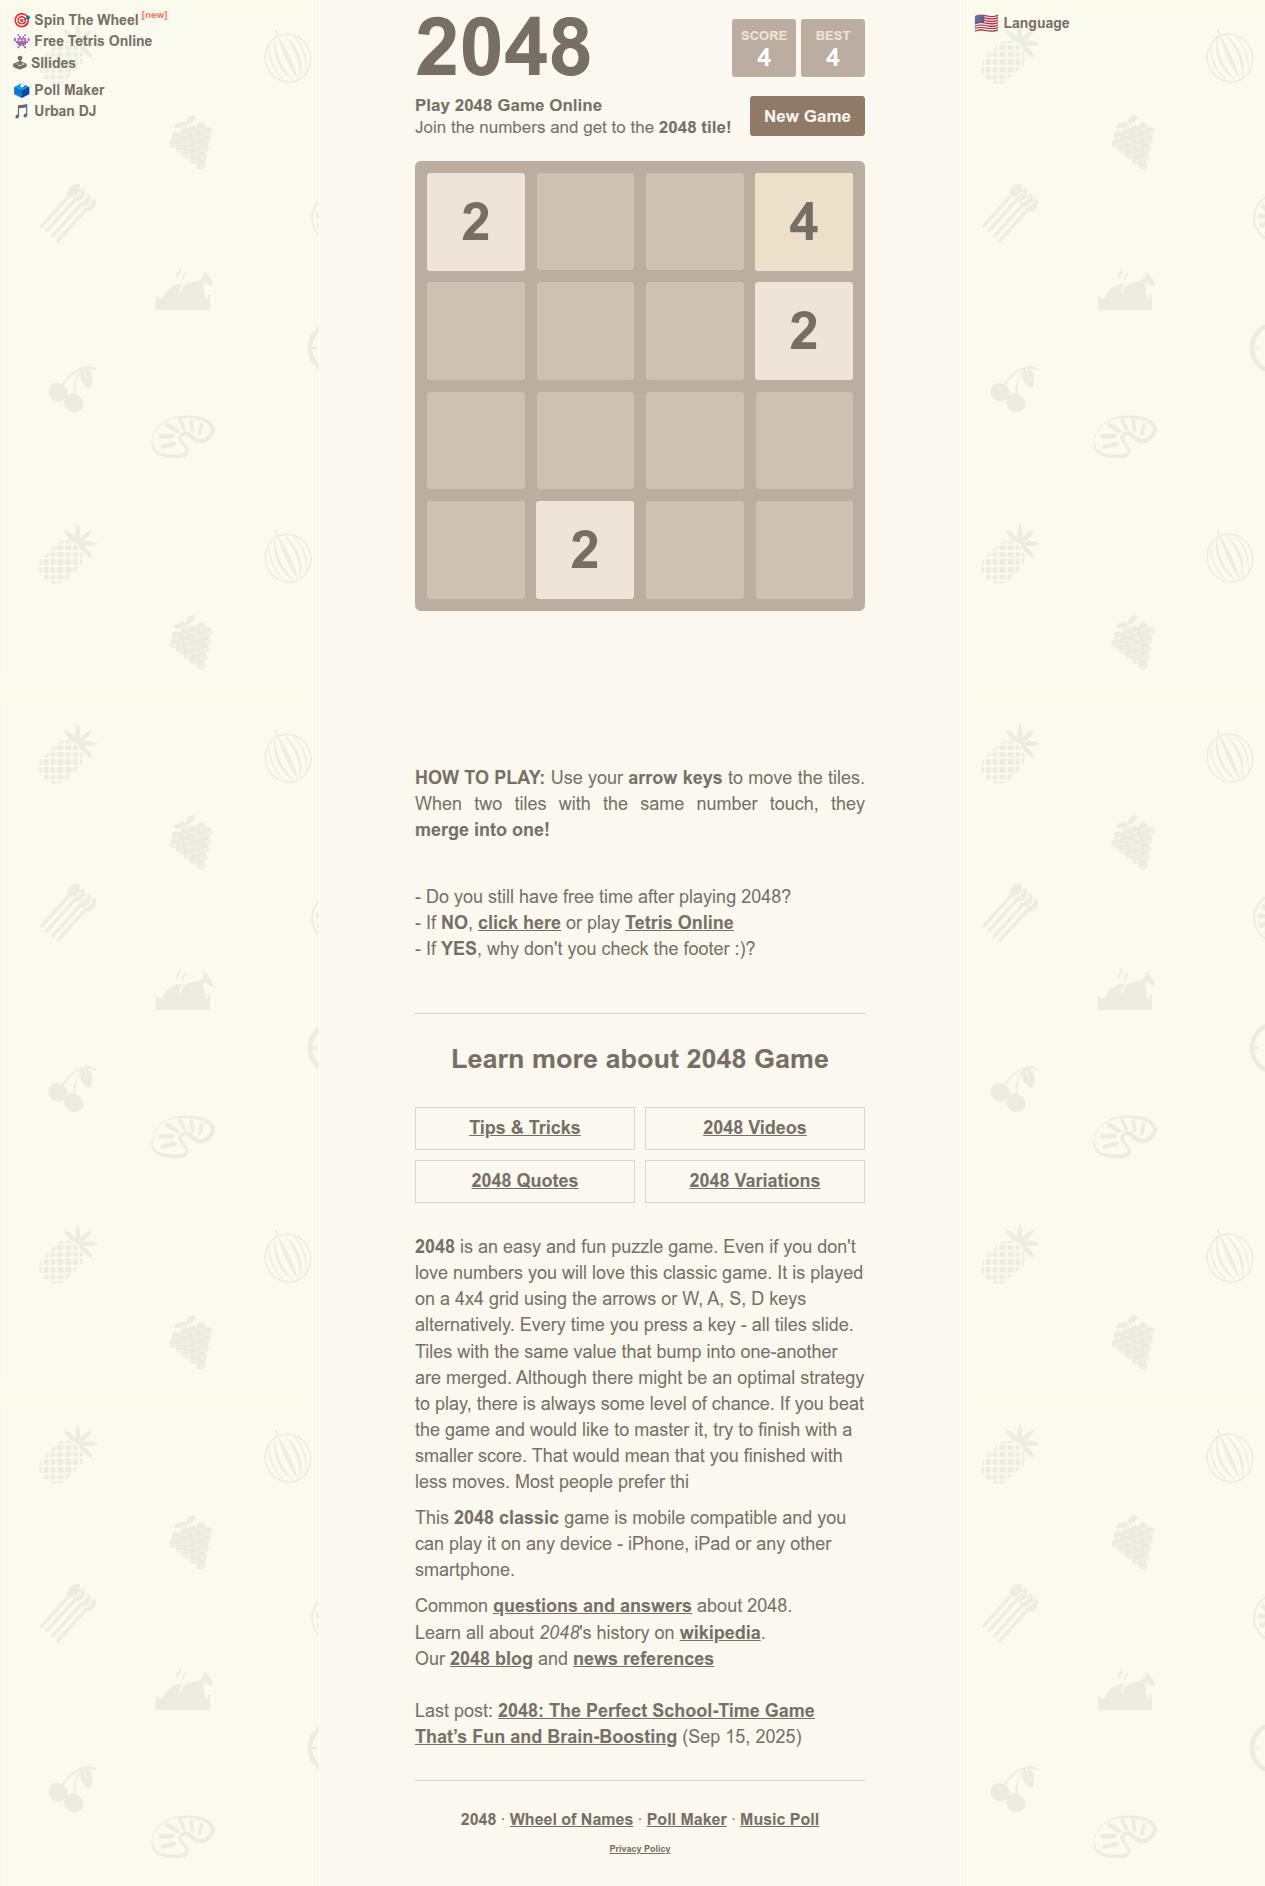 🎯 Spin The Wheel [new]
👾 Free Tetris Online
🕹 Sllides
🗳 Poll Maker
🎵 Urban DJ
Language
2048
SCORE
4
BEST
4
Play 2048 Game Online
Join the numbers and get to the 2048 tile!
New Game
2
4
2
2
HOW TO PLAY: Use your arrow keys to move the tiles.
When two tiles with the same number touch, they
merge into one!
- Do you still have free time after playing 2048?
- If NO, click here or play Tetris Online
- If YES, why don't you check the footer :)?
Learn more about 2048 Game
Tips & Tricks
2048 Videos
2048 Quotes
2048 Variations
2048 is an easy and fun puzzle game. Even if you don't
love numbers you will love this classic game. It is played
on a 4x4 grid using the arrows or W, A, S, D keys
alternatively. Every time you press a key - all tiles slide.
Tiles with the same value that bump into one-another
are merged. Although there might be an optimal strategy
to play, there is always some level of chance. If you beat
the game and would like to master it, try to finish with a
smaller score. That would mean that you finished with
less moves. Most people prefer thi
This 2048 classic game is mobile compatible and you
can play it on any device - iPhone, iPad or any other
smartphone.
Common questions and answers about 2048.
Learn all about 2048's history on wikipedia.
Our 2048 blog and news references
Last post: 2048: The Perfect School-Time Game
That’s Fun and Brain-Boosting (Sep 15, 2025)
2048 · Wheel of Names · Poll Maker · Music Poll
Privacy Policy